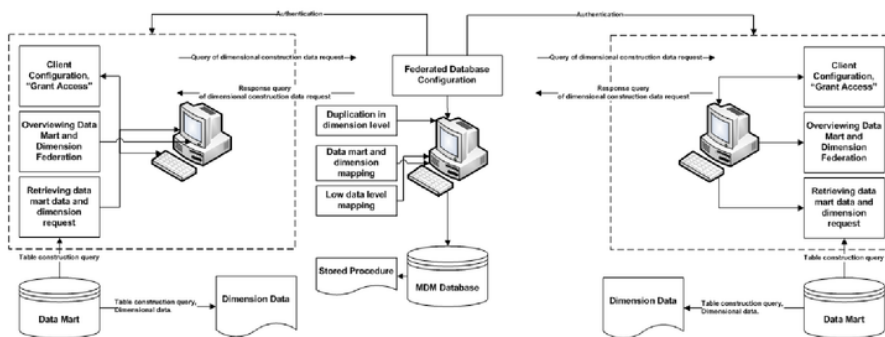 Authentication
Authentication
Client
Configuration,
"Grant Access"
Overviewing Data
Mart and
Dimension
Federation
Retrieving data
mart data and
dimension
request
Table construction query
Data Mart
Table construction query,
Dimensional data.
Dimension Data
Query of dimensional construction data request
Response query
of dimensional construction data request
Federated Database
Configuration
Duplication in
dimension level
Data mart and
dimension
mapping
Low data level
mapping
Stored Procedure
MDM Database
Query of dimensional construction data request
Response query
of dimensional construction data request
Client
Configuration,
"Grant Access"
Overviewing Data
Mart and
Dimension
Federation
Retrieving data
mart data and
dimension
request
Table construction query
Dimension Data
Table construction query,
Dimensional data.
Data Mart